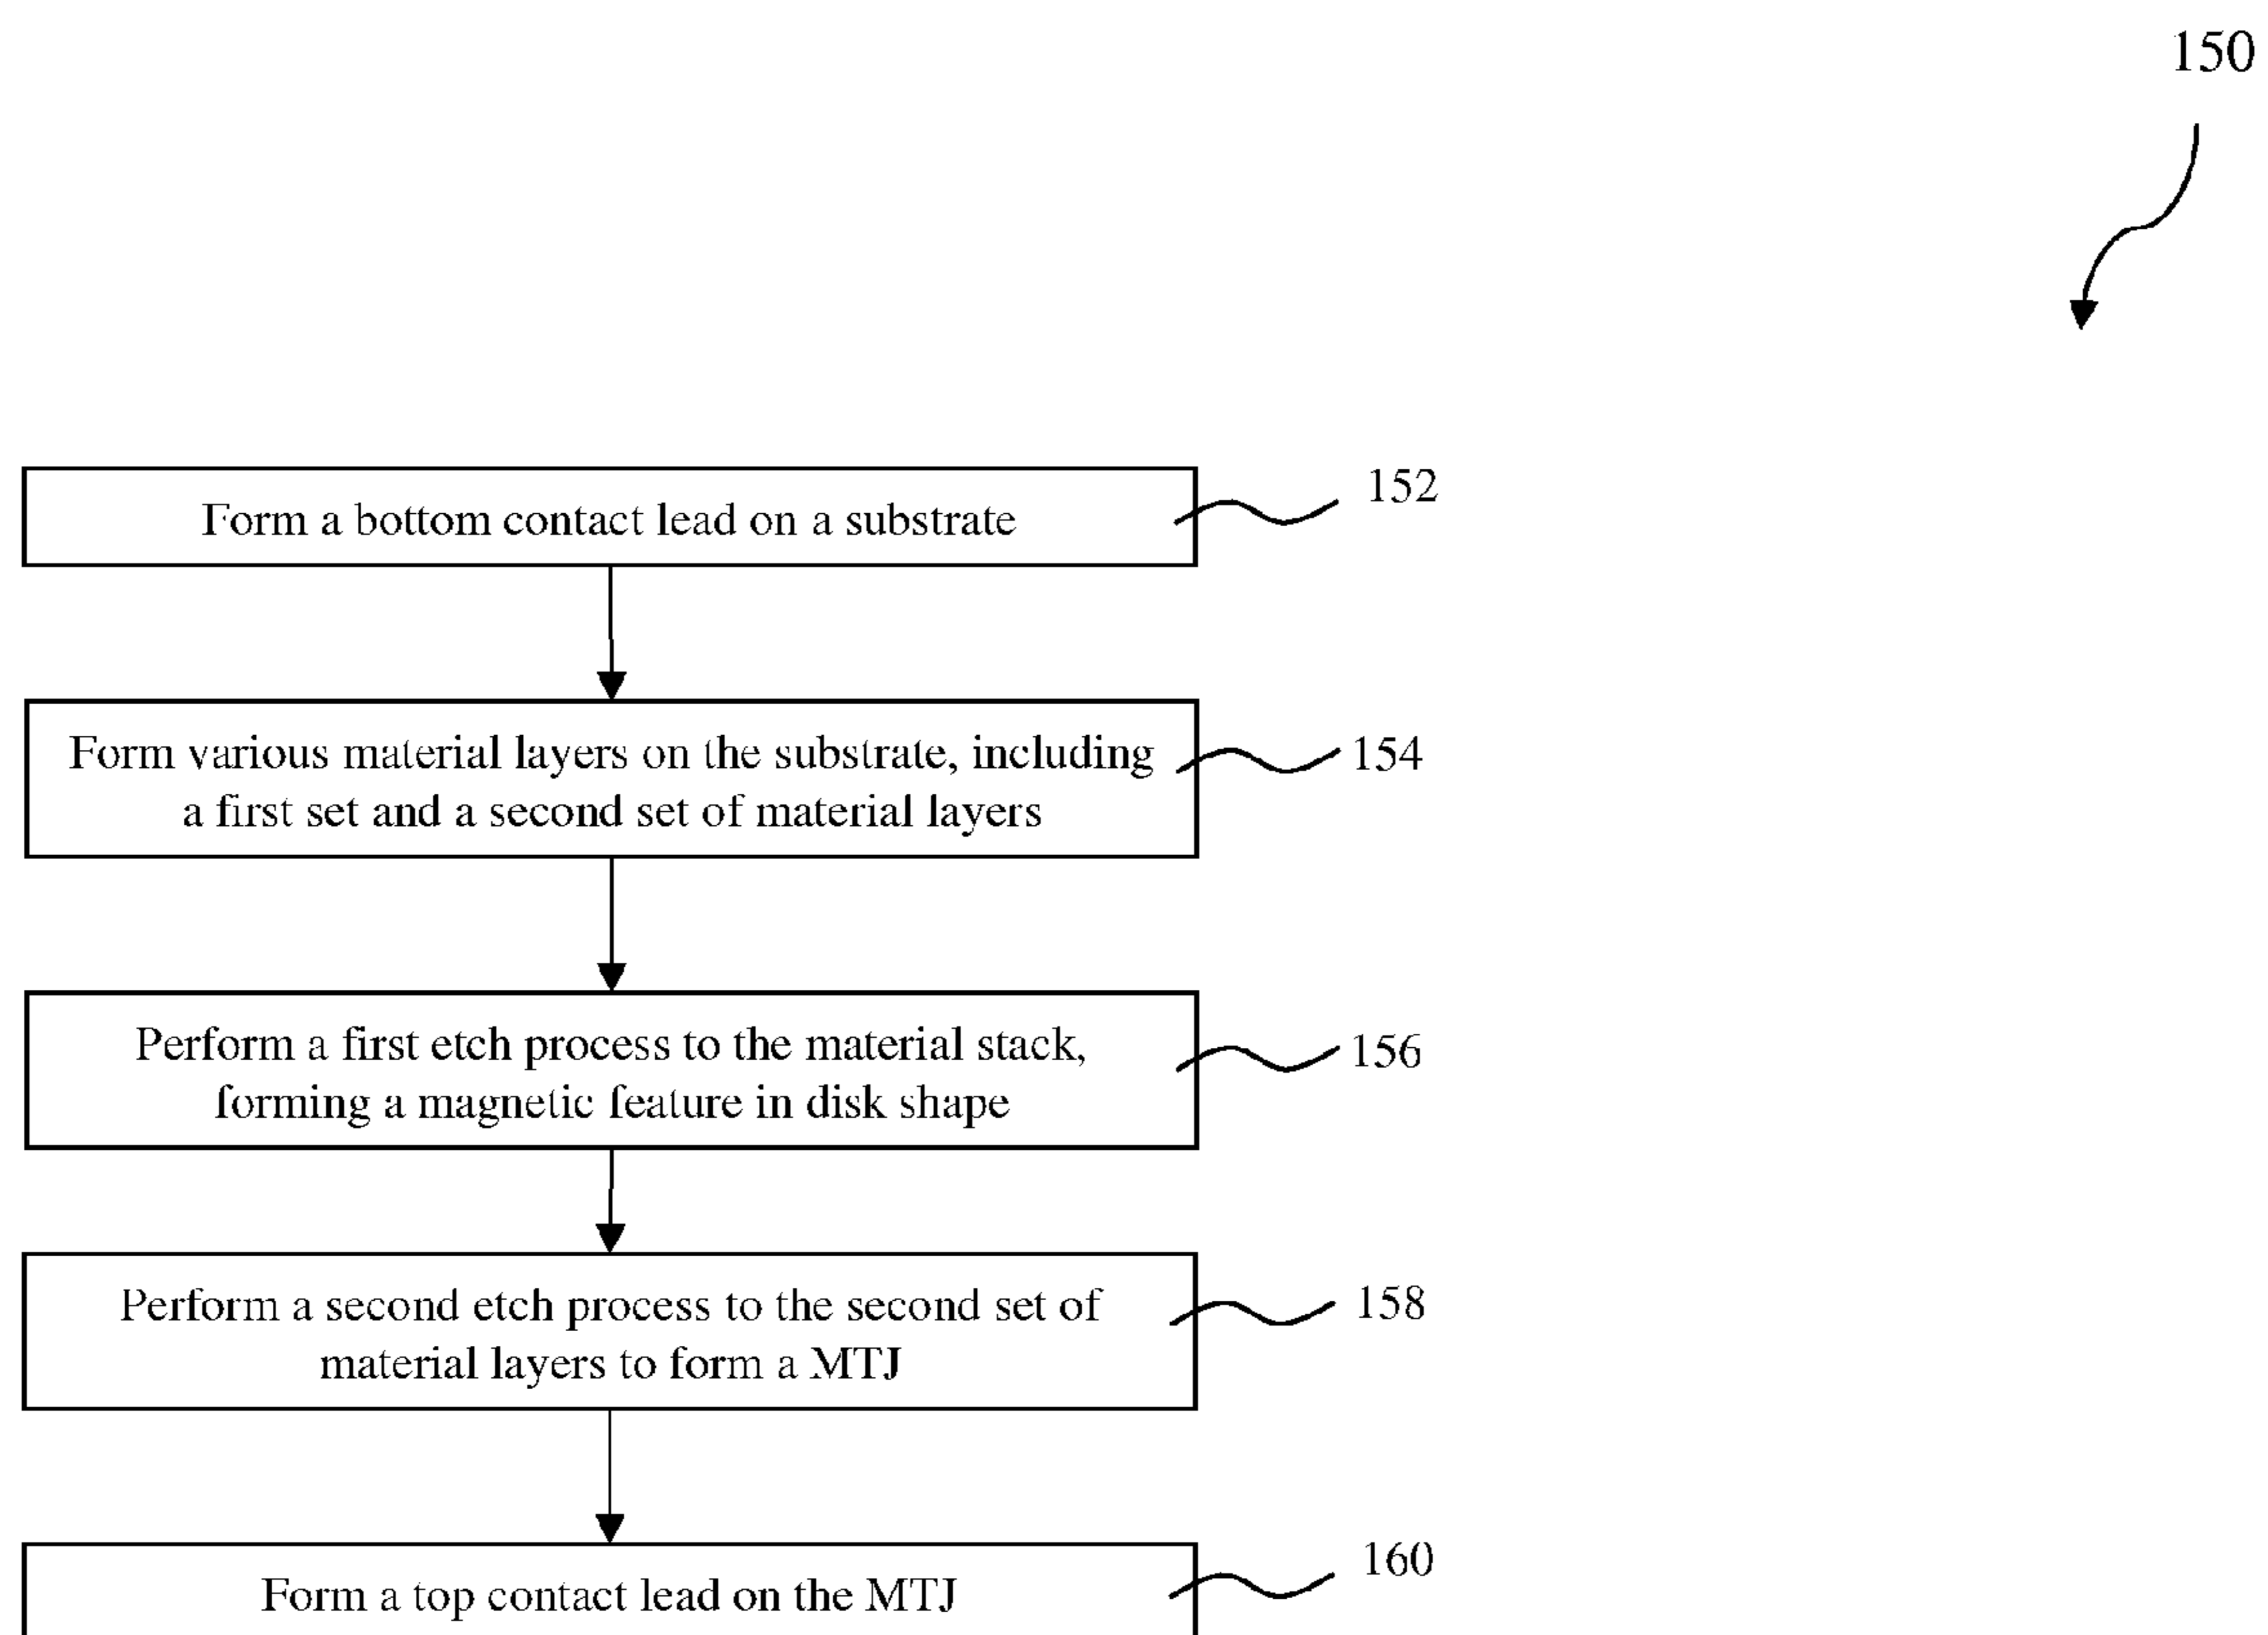 150
Form a bottom contact lead on a substrate
152
Form various material layers on the substrate, including
a first set and a second set of material layers
154
Perform a first etch process to the material stack,
forming a magnetic feature in disk shape
156
Perform a second etch process to the second set of
material layers to form a MTJ
158
Form a top contact lead on the MTJ
160